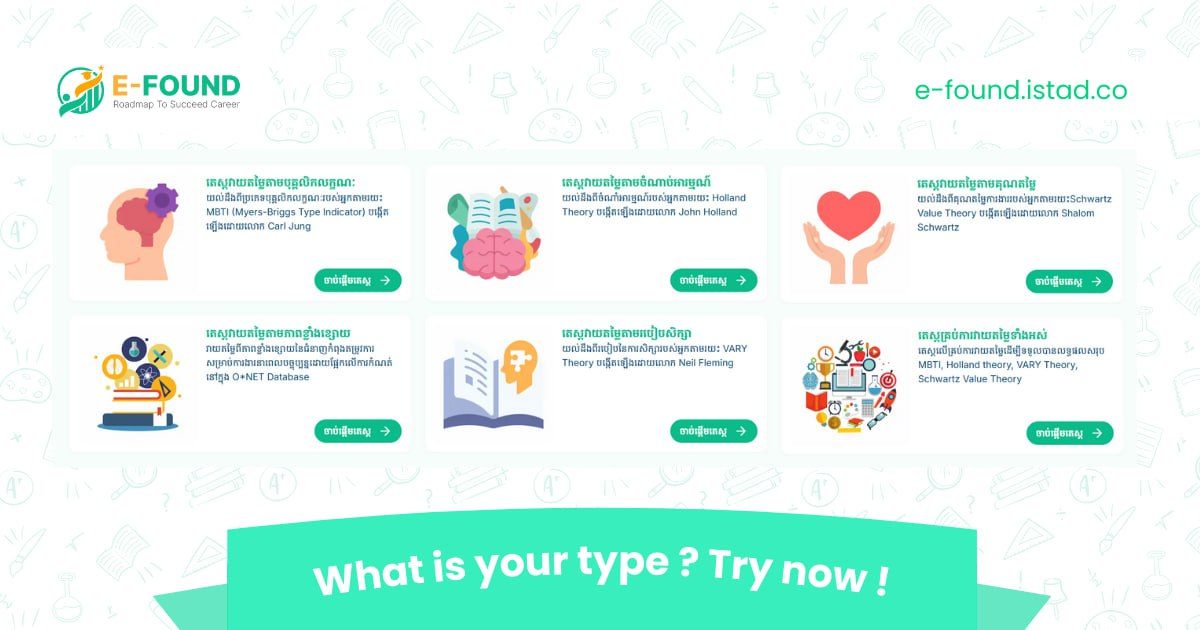 E-FOUND
Roadmap To Succeed Career
e-found.istad.co
តេស្តវាយតម្លៃតាមបុគ្គលិកលក្ខណៈ
យល់ដឹងពីប្រភេទបុគ្គលិកលក្ខណៈរបស់អ្នកតាមរយៈ
MBTI (Myers-Briggs Type Indicator) បង្កើត
ឡើងដោយលោក Carl Jung
ចាប់ផ្តើមតេស្ត
តេស្តវាយតម្លៃតាមចំណាប់អារម្មណ៍
យល់ដឹងពីចំណាំអារម្មណ៍របស់អ្នកតាមរយៈ Holland
Theory បង្កើតឡើងដោយលោក John Holland
ចាប់ផ្តើមតេស្ត
តេស្តវាយតម្លៃតាមគុណតម្លៃ
យល់ដឹងពីគុណតម្លៃការងាររបស់អ្នកតាមរយៈSchwartz
Value Theory បង្កើតឡើងដោយលោក Shalom
Schwartz
ចាប់ផ្តើមតេស្ត
តេស្តវាយតម្លៃតាមភាពខ្លាំងខ្សោយ
វាយតម្លៃពីភាពខ្លាំងខ្សោយនៃជំនាញកំពុងតម្រូវការ
សម្រាប់ការងារនាពេលបច្ចុប្បន្នដោយផ្អែកលើការកំណត់
នៅក្នុង O*NET Database
ចាប់ផ្តើមតេស្ត
តេស្តវាយតម្លៃតាមរបៀបសិក្សា
យល់ដឹងពីរបៀបនៃការសិក្សារបស់អ្នកតាមរយៈ VARY
Theory បង្កើតឡើងដោយលោក Neil Fleming
ចាប់ផ្តើមតេស្ត
តេស្តគ្រប់ការវាយតម្លៃទាំងអស់
តេស្តលើគ្រប់ការវាយតម្លៃដើម្បីទទួលបានលទ្ធផលសរុប
MBTI, Holland theory, VARY Theory,
Schwartz Value Theory
ចាប់ផ្តើមតេស្ត
What is your type ? Try now !